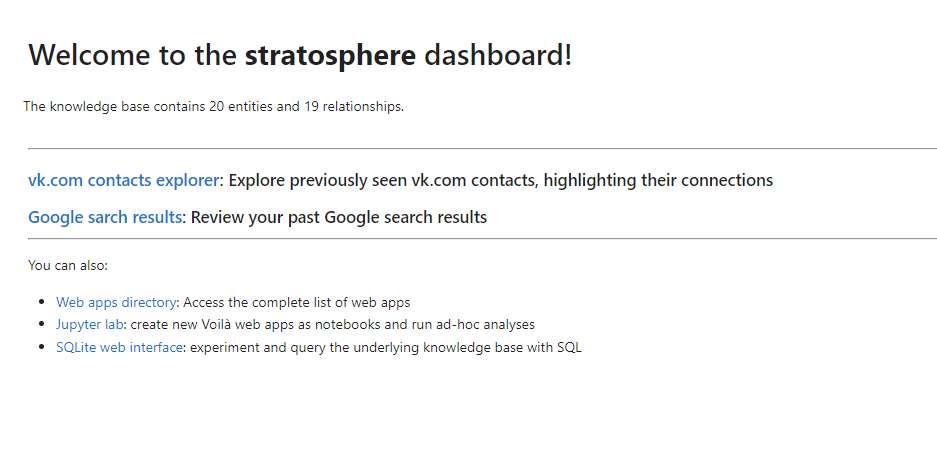 Welcome to the stratosphere dashboard!
The knowledge base contains 20 entities and 19 relationships.
vk.com contacts explorer: Explore previously seen vk.com contacts, highlighting their connections
Google sarch results: Review your past Google search results
You can also:
• Web apps directory: Access the complete list of web apps
• Jupyter lab: create new Voilà web apps as notebooks and run ad-hoc analyses
• SQLite web interface: experiment and query the underlying knowledge base with SQL